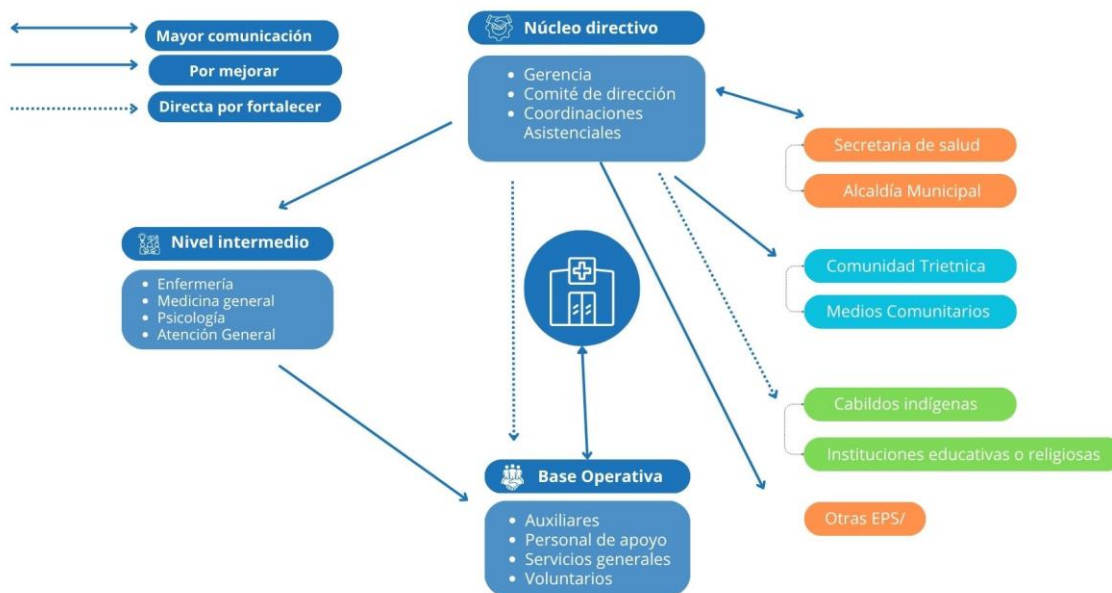 Mayor comunicación
Por mejorar
Directa por fortalecer
Núcleo directivo
Gerencia
Comité de dirección
Coordinaciones
Asistenciales
Secretaria de salud
Alcaldía Municipal
Nivel intermedio
Enfermería
Medicina general
Psicología
Atención General
Comunidad Trietnica
Medios Comunitarios
Cabildos indígenas
Instituciones educativas o religiosas
Base Operativa
Auxiliares
Personal de apoyo
Servicios generales
Voluntarios
Otras EPS/